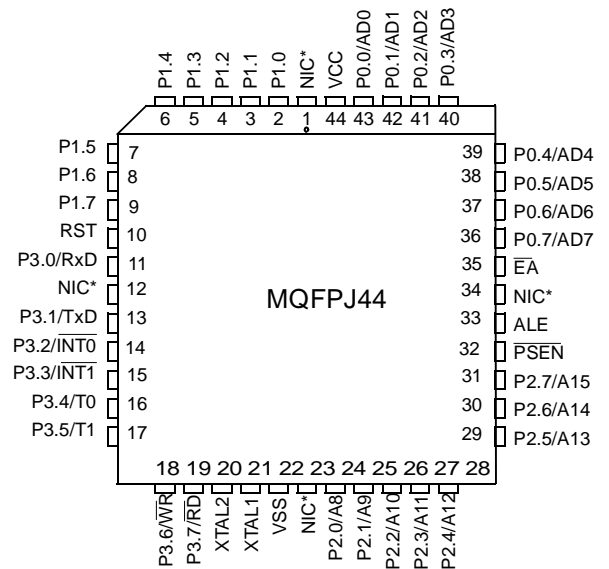 P1.4
P1.3
P1.2
P1.1
P1.0
NIC*
VCC
P0.0/AD0
P0.1/AD1
P0.2/AD2
P0.3/AD3
6 5 4 3 2 1 44 43 42 41 40
P1.5 7
P1.6 8
P1.7 9
RST 10
P3.0/RxD 11
NIC* 12
P3.1/TxD 13
P3.2/INT0 14
P3.3/INT1 15
P3.4/T0 16
P3.5/T1 17
MQFPJ44
39 P0.4/AD4
38 P0.5/AD5
37 P0.6/AD6
36 P0.7/AD7
35 EA
34 NIC*
33 ALE
32 PSEN
31 P2.7/A15
30 P2.6/A14
29 P2.5/A13
18 19 20 21 22 23 24 25 26 27 28
P3.6/WR
P3.7/RD
XTAL2
XTAL1
VSS
NIC*
P2.0/A8
P2.1/A9
P2.2/A10
P2.3/A11
P2.4/A12